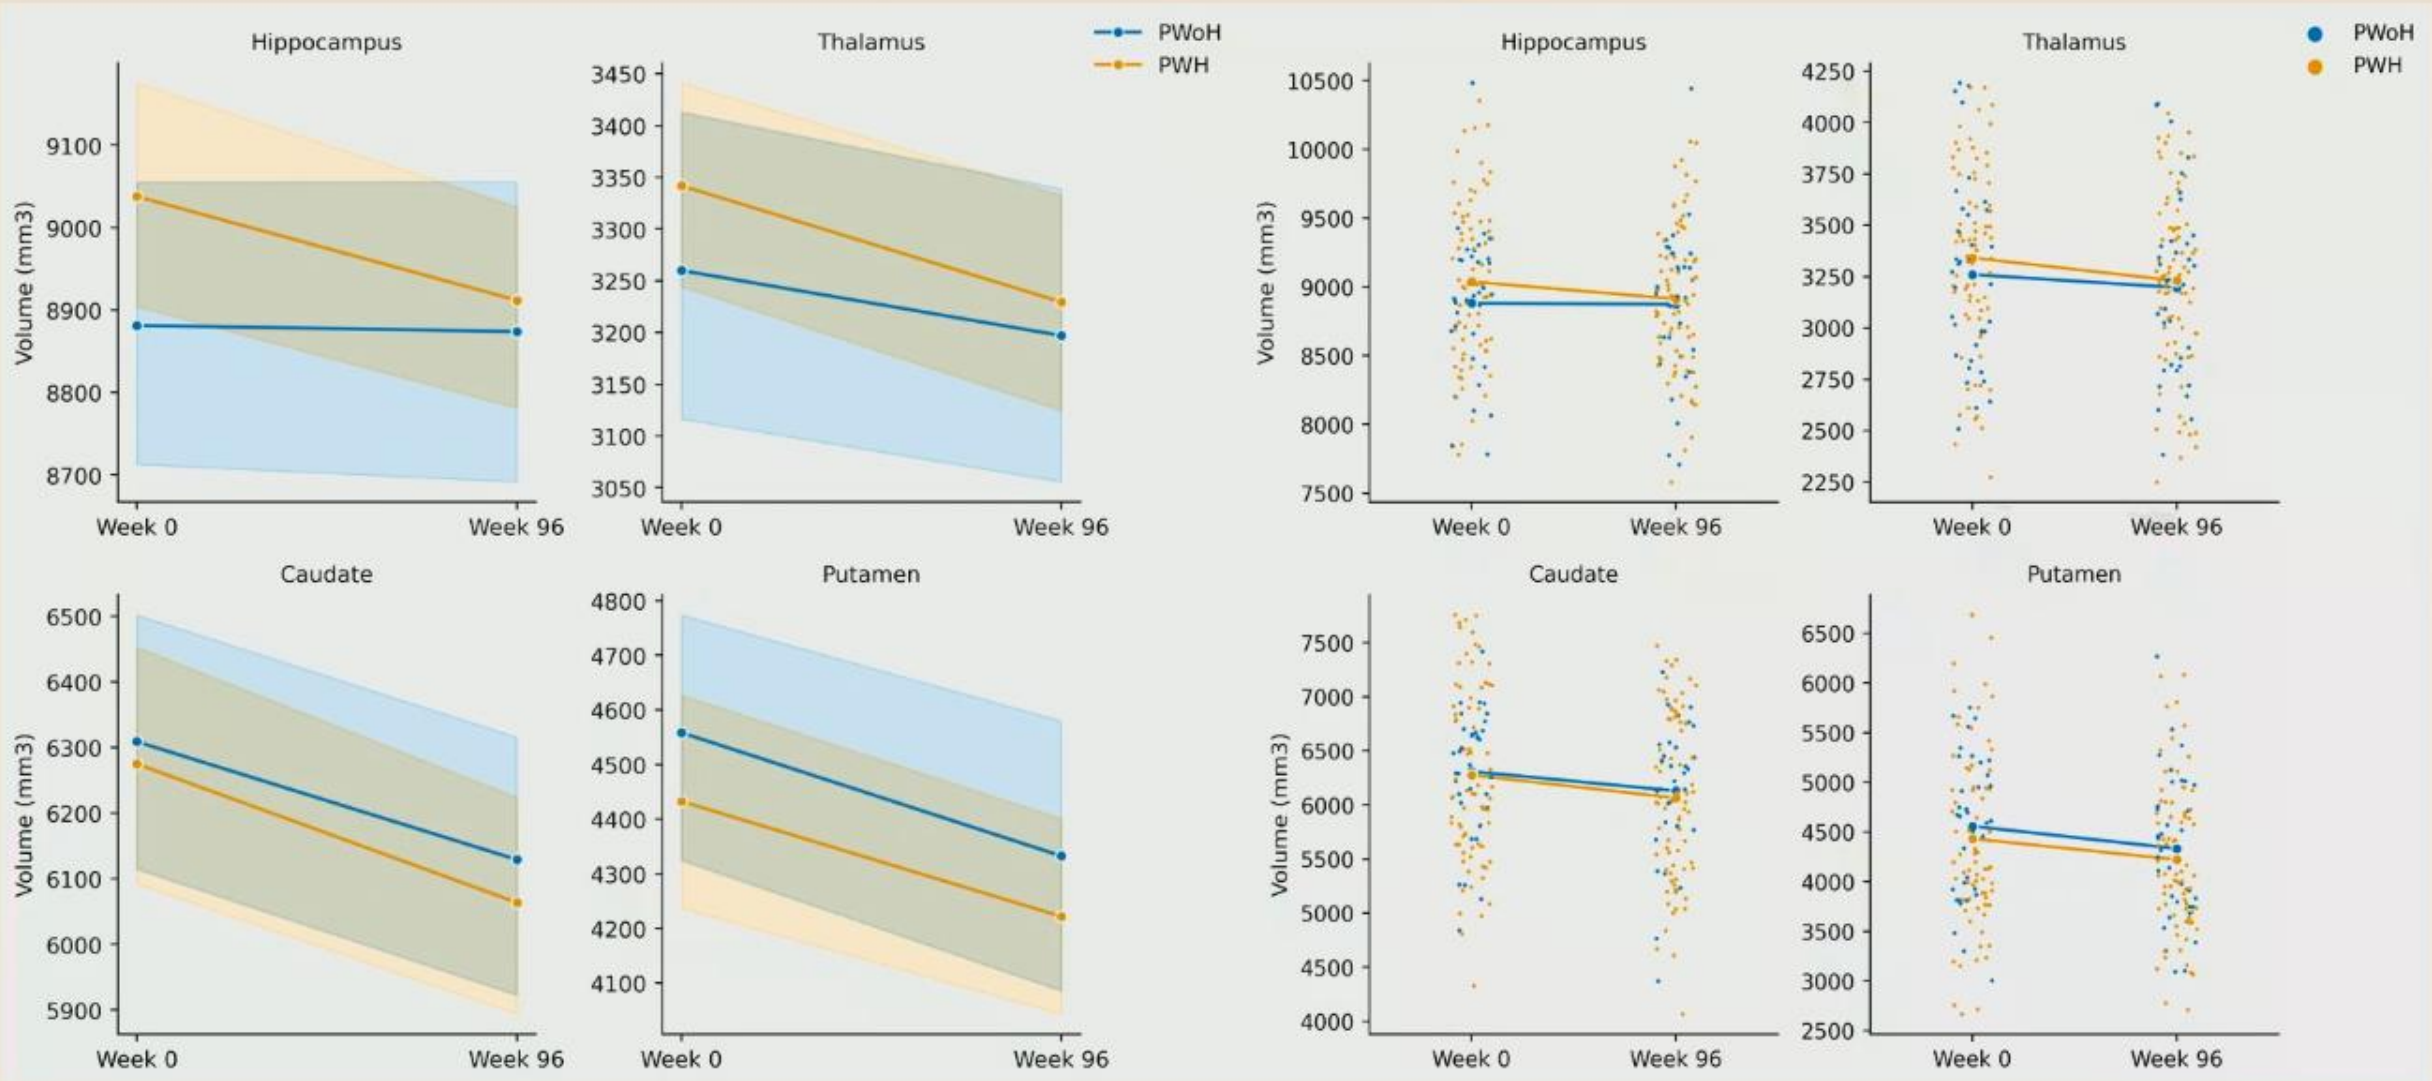 Hippocampus
Volume (mm3)
9100
9000
8900
8800
8700
Week 0
Week 96
Thalamus
3450
3400
3350
3300
3250
3200
3150
3100
3050
Week 0
Week 96
PWoH
PWH
Hippocampus
Volume (mm3)
10500
10000
9500
9000
8500
8000
7500
Week 0
Week 96
Thalamus
4250
4000
3750
3500
3250
3000
2750
2500
2250
Week 0
Week 96
PWoH
PWH
Caudate
Volume (mm3)
6500
6400
6300
6200
6100
6000
5900
Week 0
Week 96
Putamen
4800
4700
4600
4500
4400
4300
4200
4100
Week 0
Week 96
Caudate
Volume (mm3)
7500
7000
6500
6000
5500
5000
4500
4000
Week 0
Week 96
Putamen
6500
6000
5500
5000
4500
4000
3500
3000
2500
Week 0
Week 96